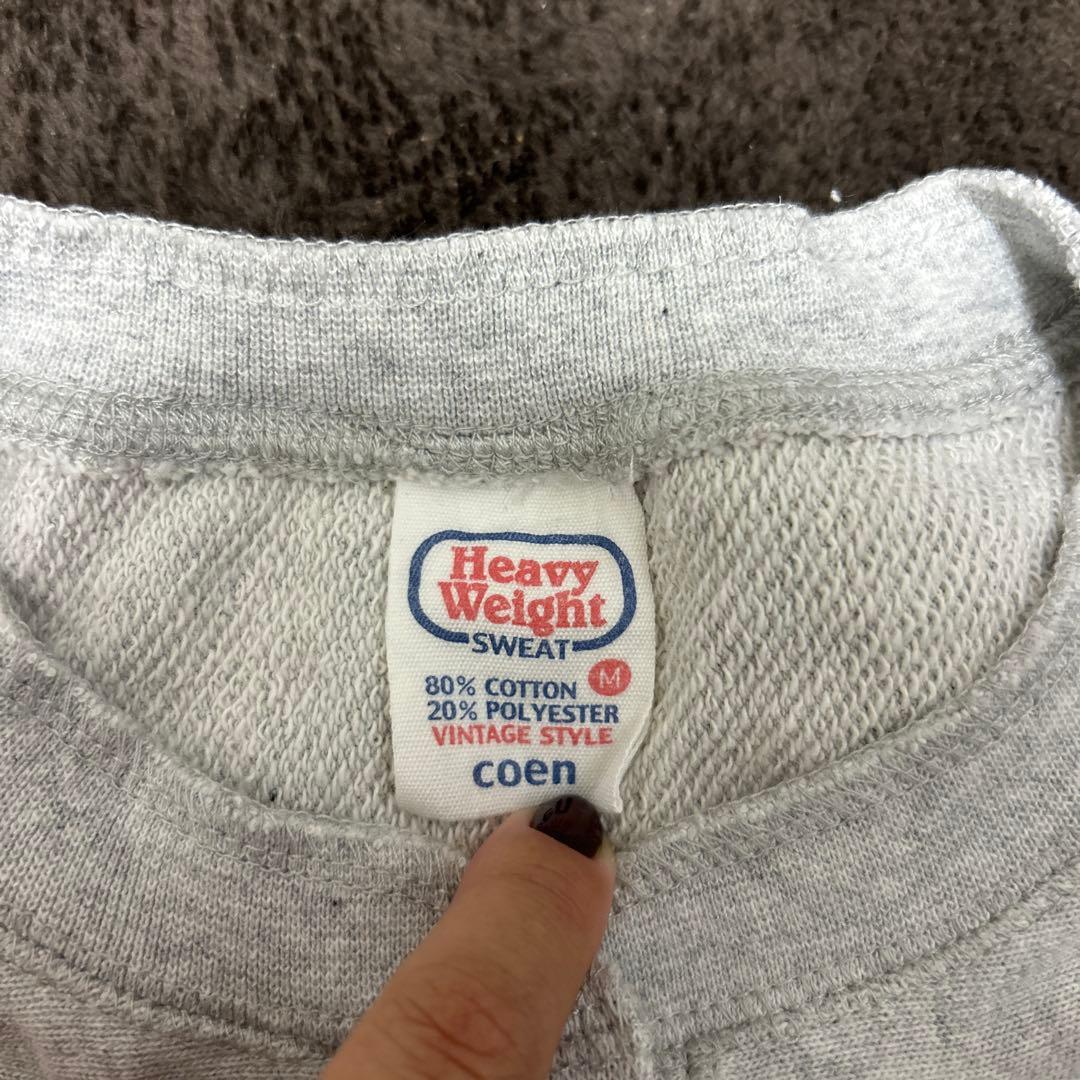 Heavy
Weight
SWEAT
M
80% COTTON
20% POLYESTER
VINTAGE STYLE
coen